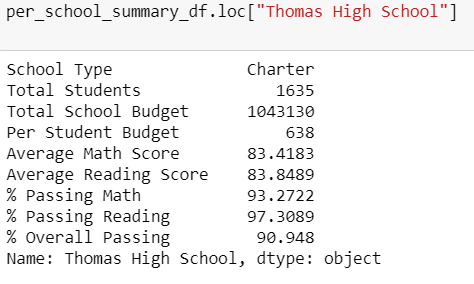 per_school_summary_df.loc["Thomas High School"]
School Type Charter
Total Students 1635
Total School Budget 1043130
Per Student Budget 638
Average Math Score 83.4183
Average Reading Score 83.8489
% Passing Math 93.2722
% Passing Reading 97.3089
% Overall Passing 90.948
Name: Thomas High School, dtype: object